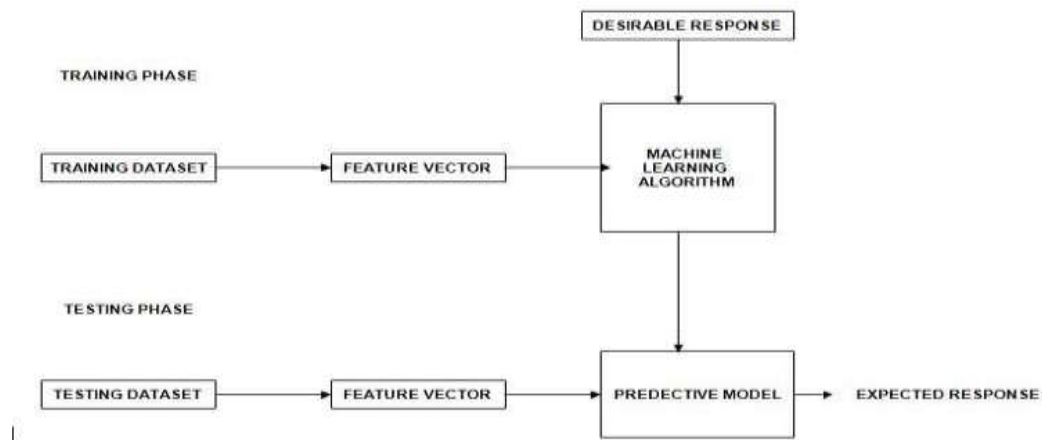 DESIRABLE RESPONSE
TRAINING PHASE
TRAINING DATASET
FEATURE VECTOR
MACHINE
LEARNING
ALGORITHM
TESTING PHASE
TESTING DATASET
FEATURE VECTOR
PREDECTIVE MODEL
EXPECTED RESPONSE